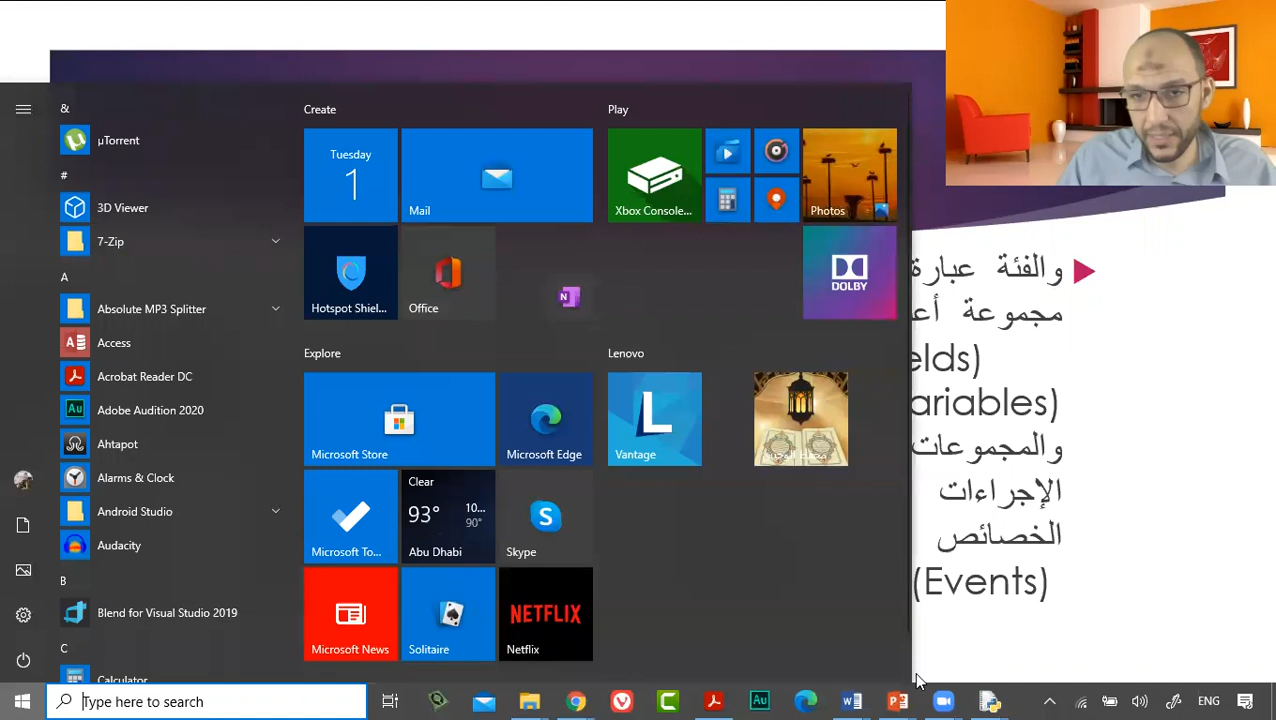 &
µTorrent
#
3D Viewer
7-Zip
A
Absolute MP3 Splitter
Access
Acrobat Reader DC
Adobe Audition 2020
Ahtapot
Alarms & Clock
Android Studio
Audacity
B
Blend for Visual Studio 2019
C
Calculator
Create
Tuesday
1
Mail
Hotspot Shiel...
Office
Explore
Microsoft Store
Microsoft Edge
Microsoft To...
Clear
93°
10...
90°
Abu Dhabi
Skype
Microsoft News
Solitaire
NETFLIX
Netflix
Play
Xbox Console...
Photos
DOLBY
Lenovo
Vantage
والفئة عبارة
مجموعة أع
elds)
ariables)
والمجموعات
الإجراءات
الخصائص
(Events)
Type here to search
ENG